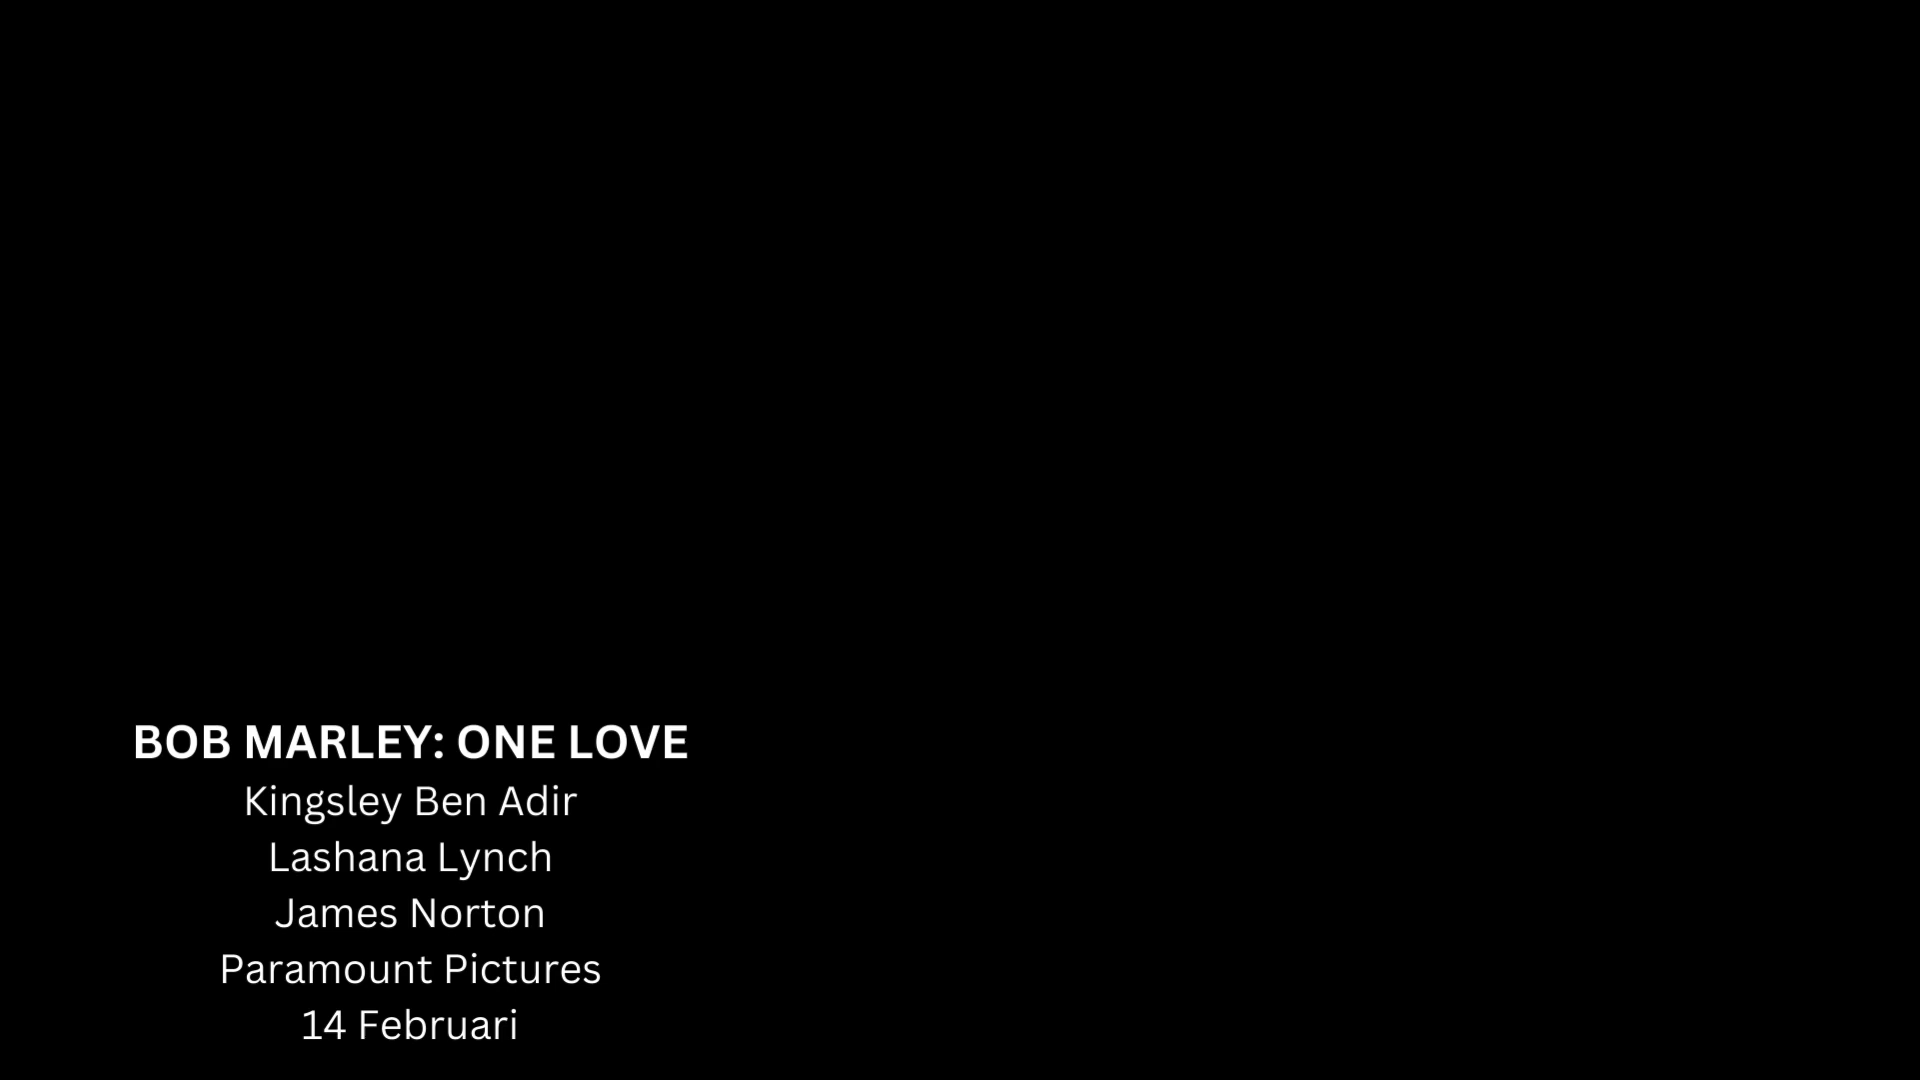 BOB MARLEY: ONE LOVE
Kingsley Ben Adir
Lashana Lynch
James Norton
Paramount Pictures
14 Februari